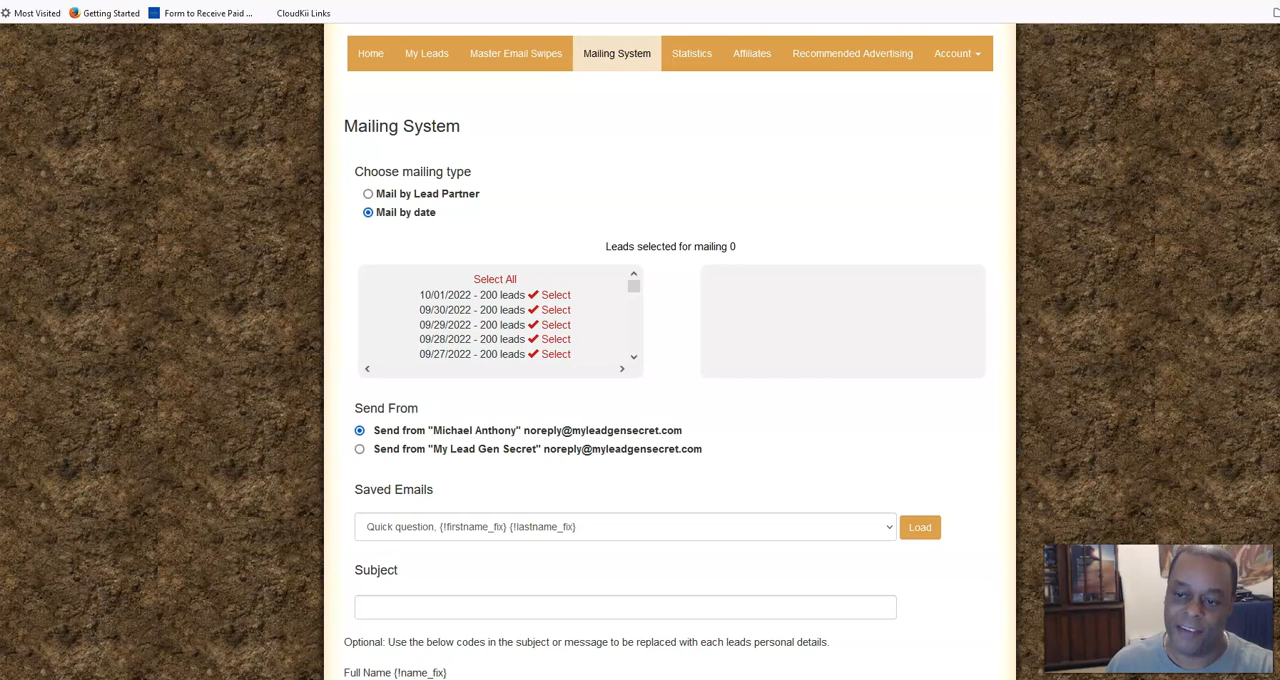 Most Visited Getting Started Form to Receive Paid ... CloudKii Links
Home My Leads Master Email Swipes Mailing System Statistics Affiliates Recommended Advertising Account
Mailing System
Choose mailing type
Mail by Lead Partner
Mail by date
Leads selected for mailing 0
Select All
10/01/2022 - 200 leads ✔ Select
09/30/2022 - 200 leads ✔ Select
09/29/2022 - 200 leads ✔ Select
09/28/2022 - 200 leads ✔ Select
09/27/2022 - 200 leads ✔ Select
Send From
Send from "Michael Anthony" noreply@myleadgensecret.com
Send from "My Lead Gen Secret" noreply@myleadgensecret.com
Saved Emails
Quick question, {!firstname_fix} {!lastname_fix}
Load
Subject
Optional: Use the below codes in the subject or message to be replaced with each leads personal details.
Full Name {!name_fix}